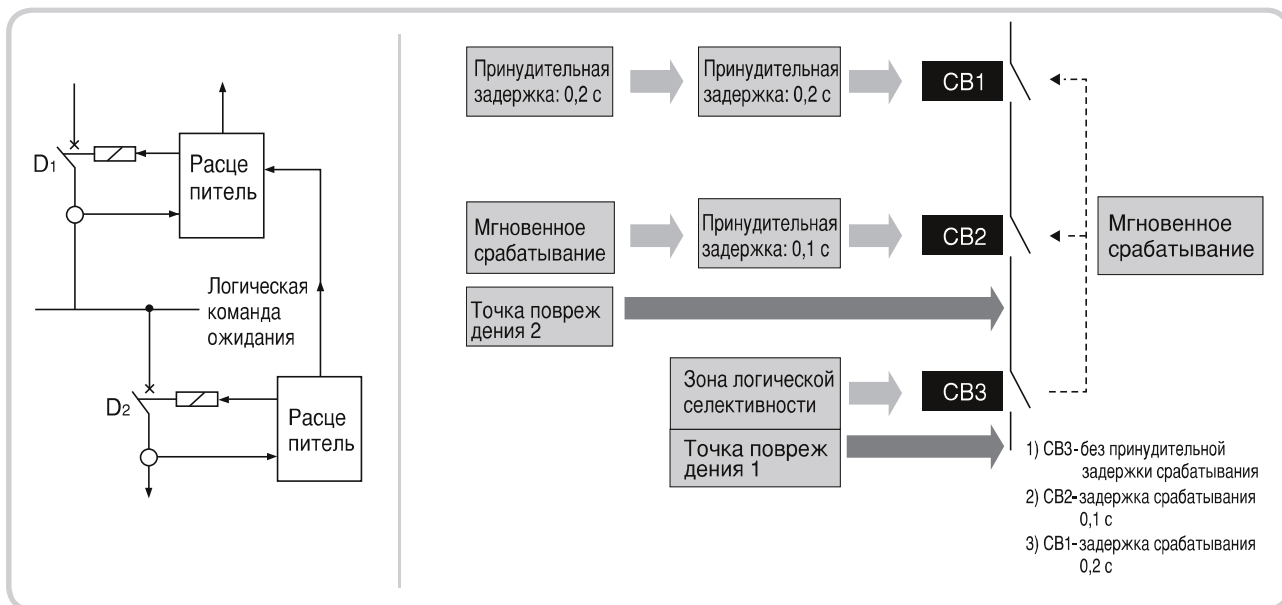 D1
Расце
питель
Логическая
команда
ожидания
D2
Расце
питель
Принудительная
задержка: 0,2 с
Принудительная
задержка: 0,2 с
CB1
Мгновенное
срабатывание
Принудительная
задержка: 0,1 с
CB2
Мгновенное
срабатывание
Точка повреж
дения 2
Зона логической
селективности
CB3
Точка повреж
дения 1
1) CB3-без принудительной
задержки срабатывания
2) CB2-задержка срабатывания
0,1 с
3) CB1-задержка срабатывания
0,2 с